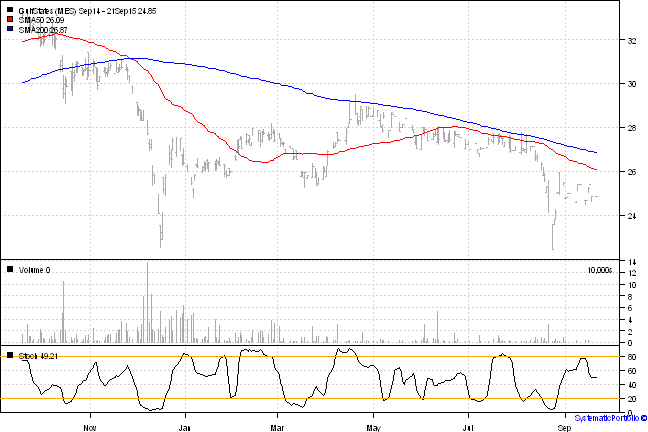 GulfStates (MES) Sep14 - 21Sep15 24.85
SMA50 26.09
SMA200 26.87
32
30
28
26
24
Volume 0
10,000s
14
12
10
8
6
4
2
0
Stoch 49.21
80
60
40
20
0
Nov Jan Mar May Jul Sep
SystematicPortfolio ©